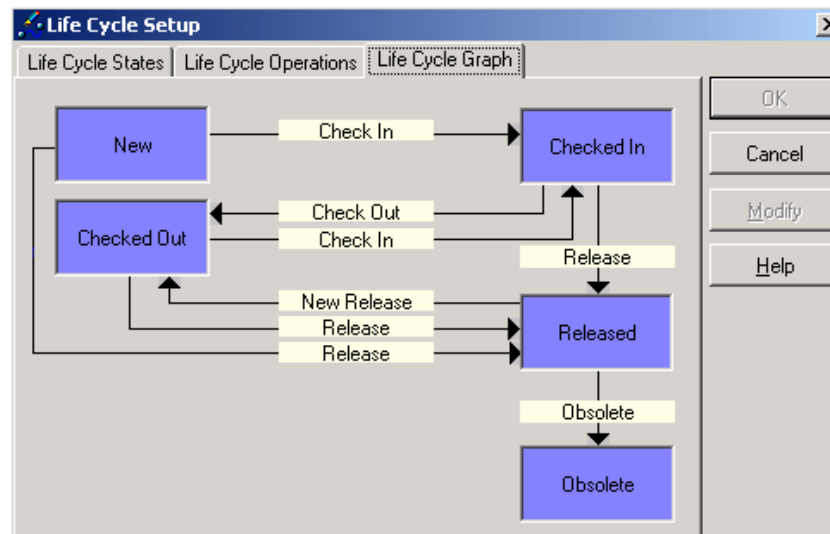 Life Cycle Setup
Life Cycle States
Life Cycle Operations
Life Cycle Graph
OK
Cancel
Modify
Help
New
Check In
Checked In
Checked Out
Check Out
Check In
Release
New Release
Release
Release
Released
Obsolete
Obsolete